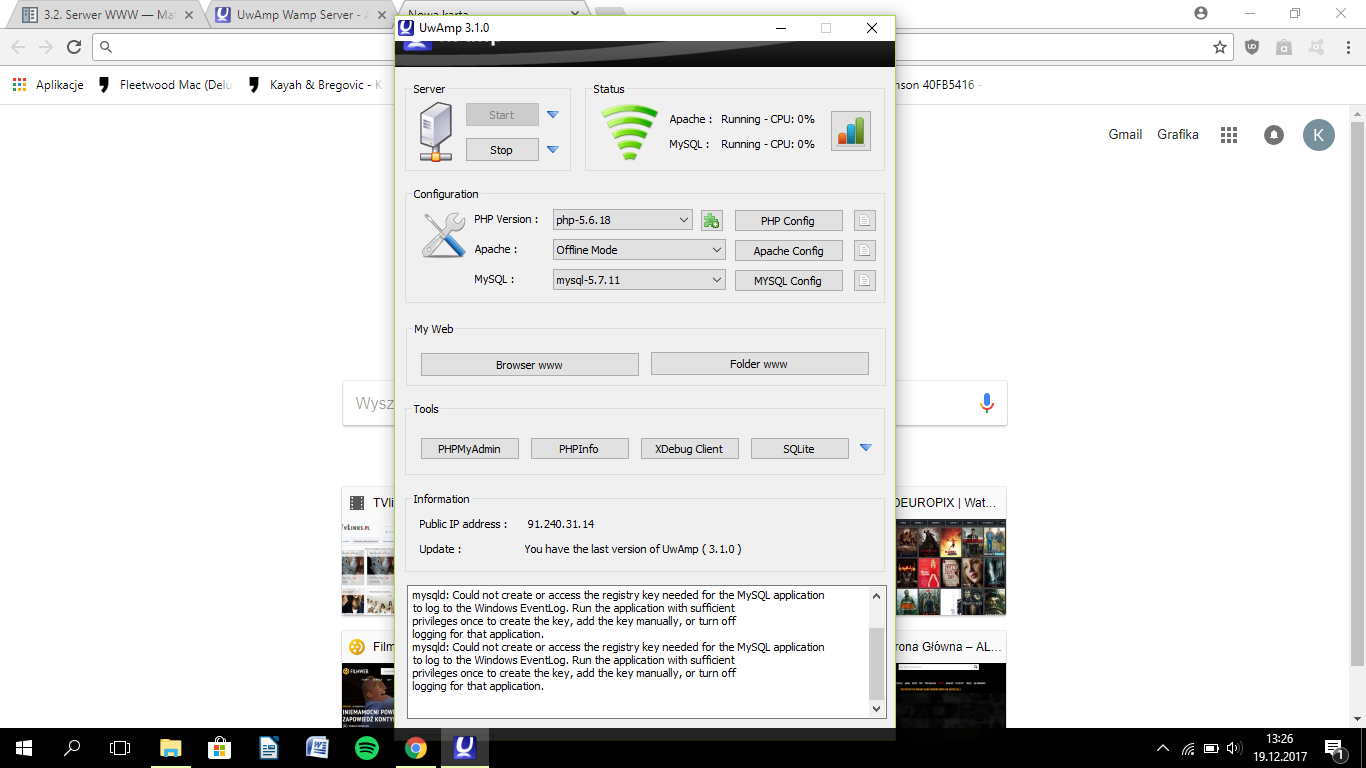 3.2. Serwer WWW — Ma
UwAmp Wamp Server - A
Nowa karta
UwAmp 3.1.0
Aplikacje
Fleetwood Mac (Delu
Kayah & Bregovic - K
nson 40FB5416 -
Gmail
Grafika
K
Wysz
Server
Start
Stop
Status
Apache : Running - CPU: 0%
MySQL : Running - CPU: 0%
Configuration
PHP Version : php-5.6.18 PHP Config
Apache : Offline Mode Apache Config
MySQL : mysql-5.7.11 MYSQL Config
My Web
Browser www
Folder www
Tools
PHPMyAdmin
PHPInfo
XDebug Client
SQLite
Information
Public IP address : 91.240.31.14
Update : You have the last version of UwAmp ( 3.1.0 )
mysqld: Could not create or access the registry key needed for the MySQL application
to log to the Windows EventLog. Run the application with sufficient
privileges once to create the key, add the key manually, or turn off
logging for that application.
mysqld: Could not create or access the registry key needed for the MySQL application
to log to the Windows EventLog. Run the application with sufficient
privileges once to create the key, add the key manually, or turn off
logging for that application.
TVli
TVLINKS.PL
DEUROPIX | Wat...
Film
FILMWEB
NIEMAMOCNI POW
ZAPOWIEDŹ KONTY
rona Główna – AL...
13:26
19.12.2017
1